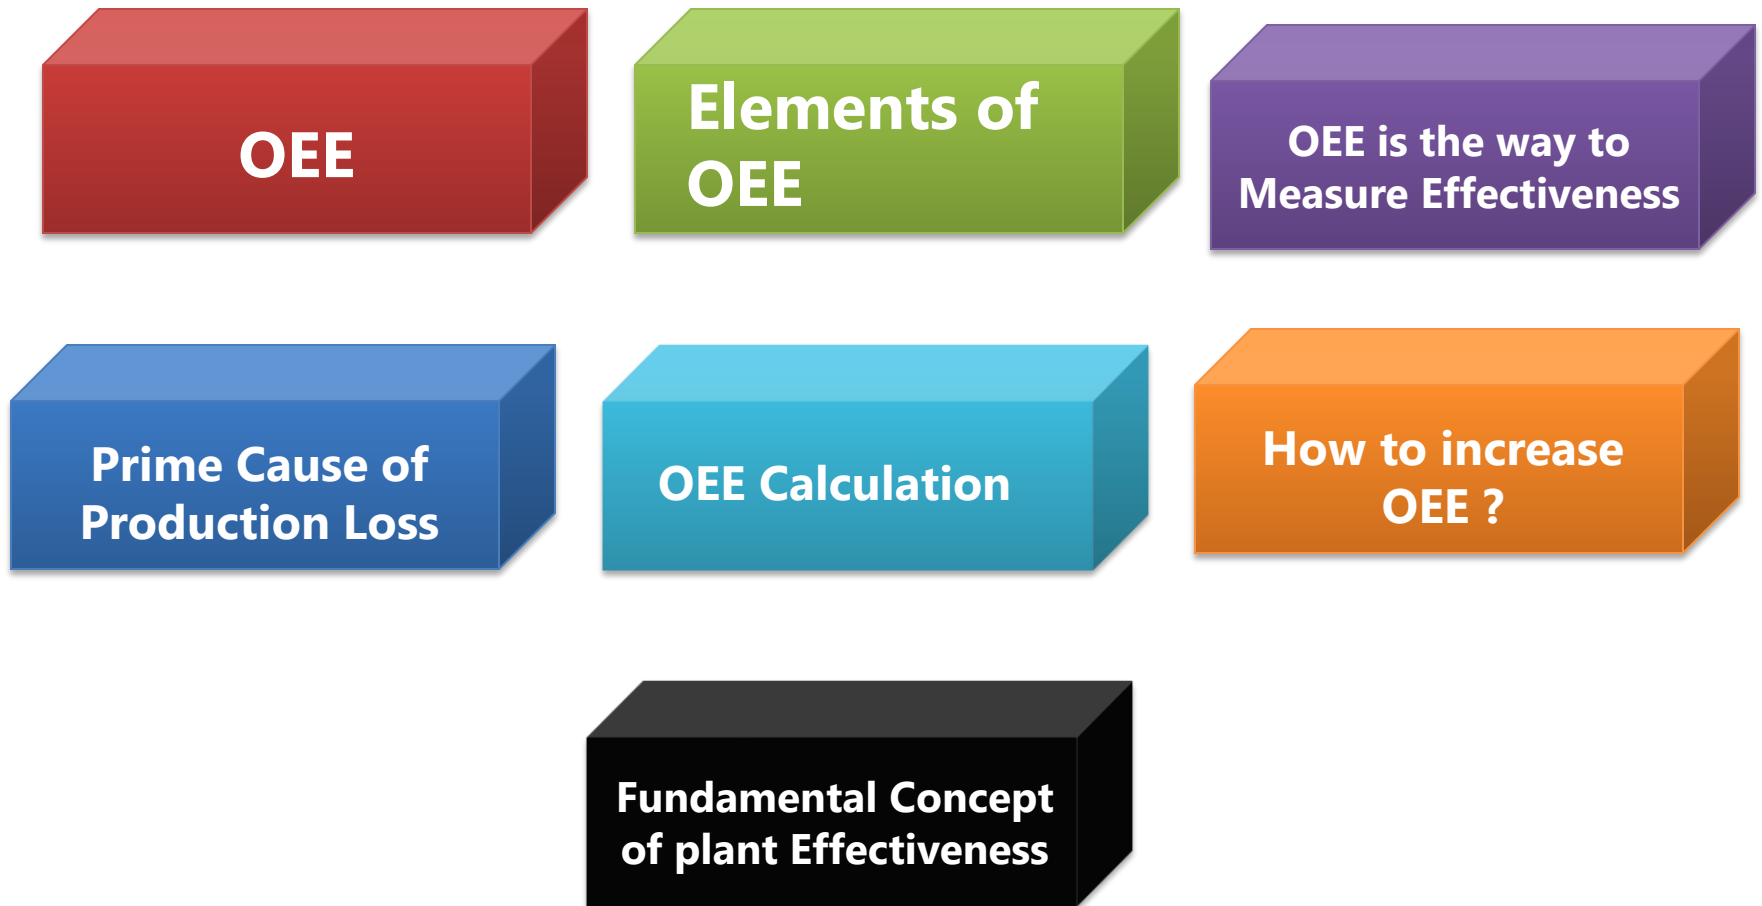 OEE
Elements of
OEE
OEE is the way to
Measure Effectiveness
Prime Cause of
Production Loss
OEE Calculation
How to increase
OEE ?
Fundamental Concept
of plant Effectiveness